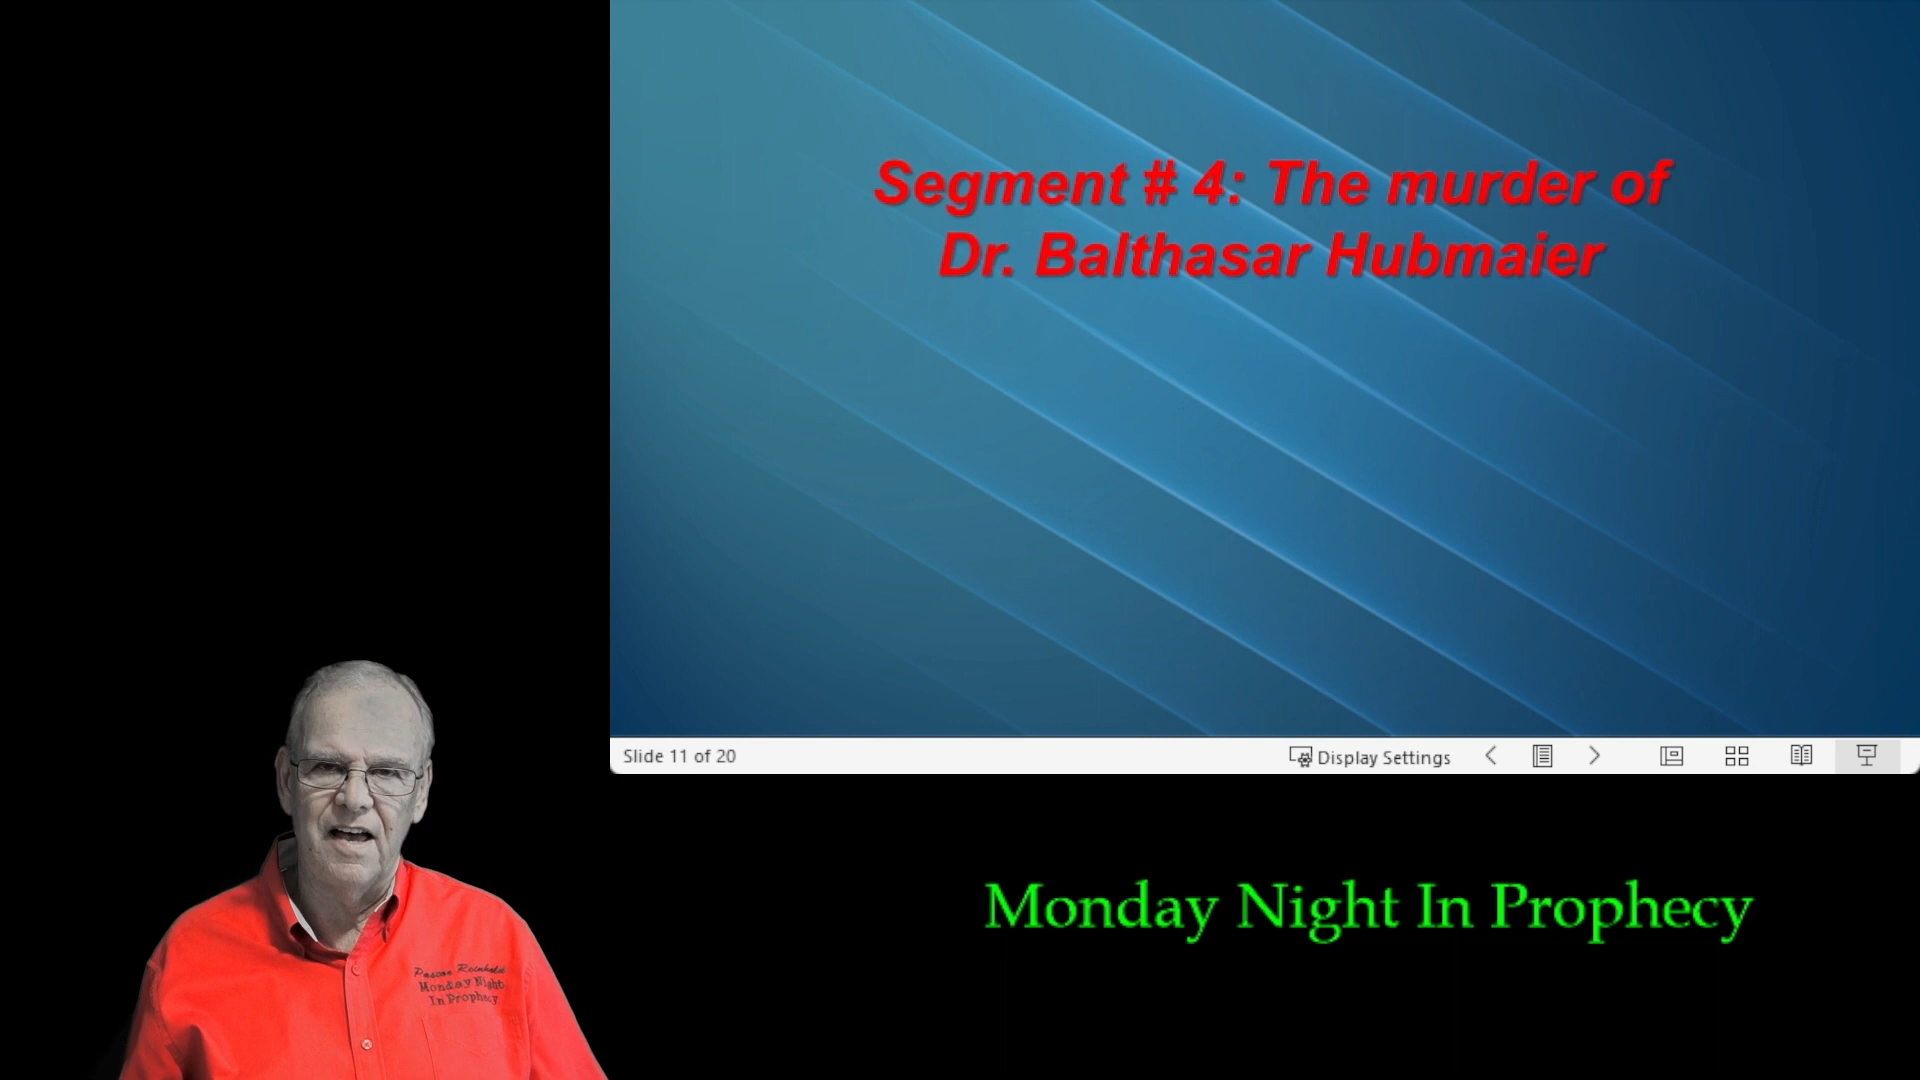 Segment # 4: The murder of
Dr. Balthasar Hubmaier
Slide 11 of 20
Display Settings
Monday Night In Prophecy
Monday Night
In Prophecy